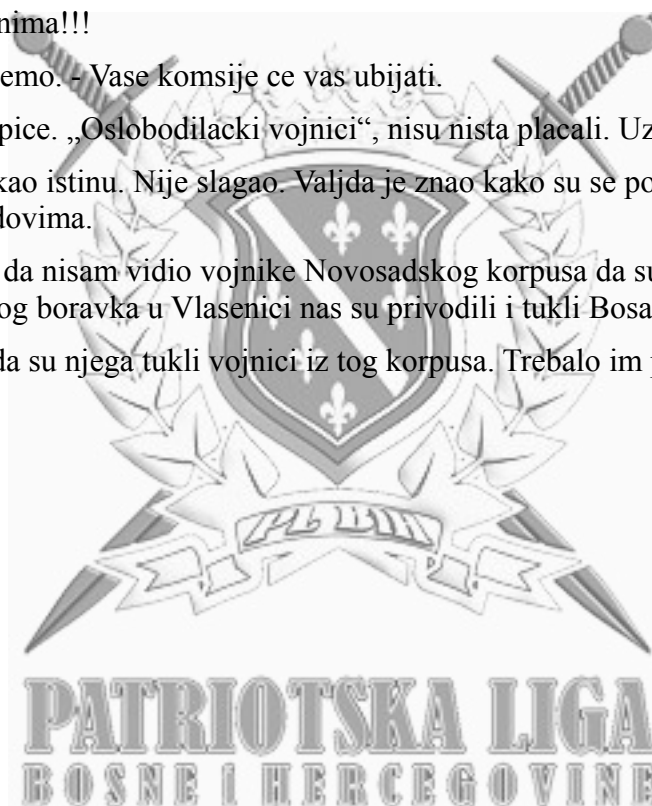 nima!!!
emo. - Vase komsije ce vas ubijati.
pice. „Oslobodilacki vojnici“, nisu nista placali. Uz
kao istinu. Nije slagao. Valjda je znao kako su se po
dovima.
da nisam vidio vojnike Novosadskog korpusa da su
og boravka u Vlasenici nas su privodili i tukli Bosa
da su njega tukli vojnici iz tog korpusa. Trebalo im p
PL BIH
PATRIOTSKA LIGA
BOSNE I HERCEGOVINE